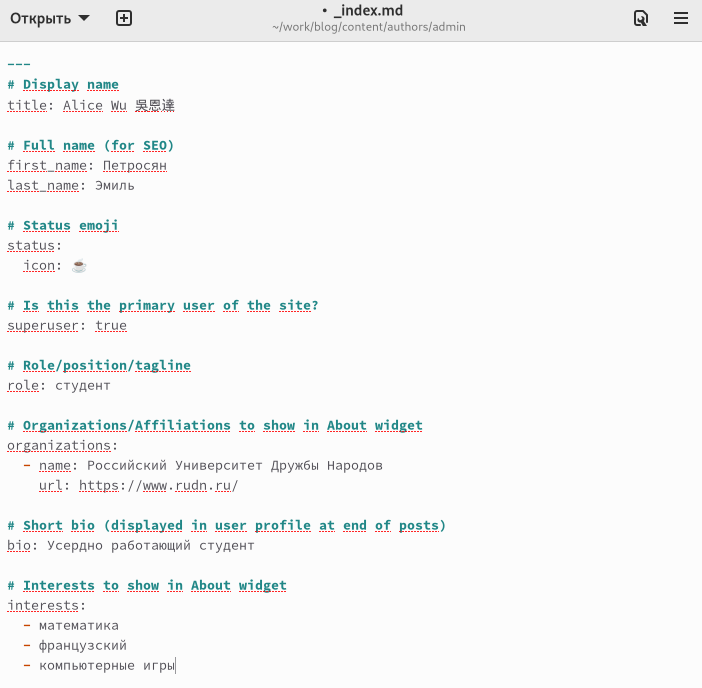 Открыть
• _index.md
~/work/blog/content/authors/admin
---
# Display name
title: Alice Wu 吳恩達
# Full name (for SEO)
first_name: Петросян
last_name: Эмиль
# Status emoji
status:
icon: ☕
# Is this the primary user of the site?
superuser: true
# Role/position/tagline
role: студент
# Organizations/Affiliations to show in About widget
organizations:
- name: Российский Университет Дружбы Народов
url: https://www.rudn.ru/
# Short bio (displayed in user profile at end of posts)
bio: Усердно работающий студент
# Interests to show in About widget
interests:
- математика
- французский
- компьютерные игры